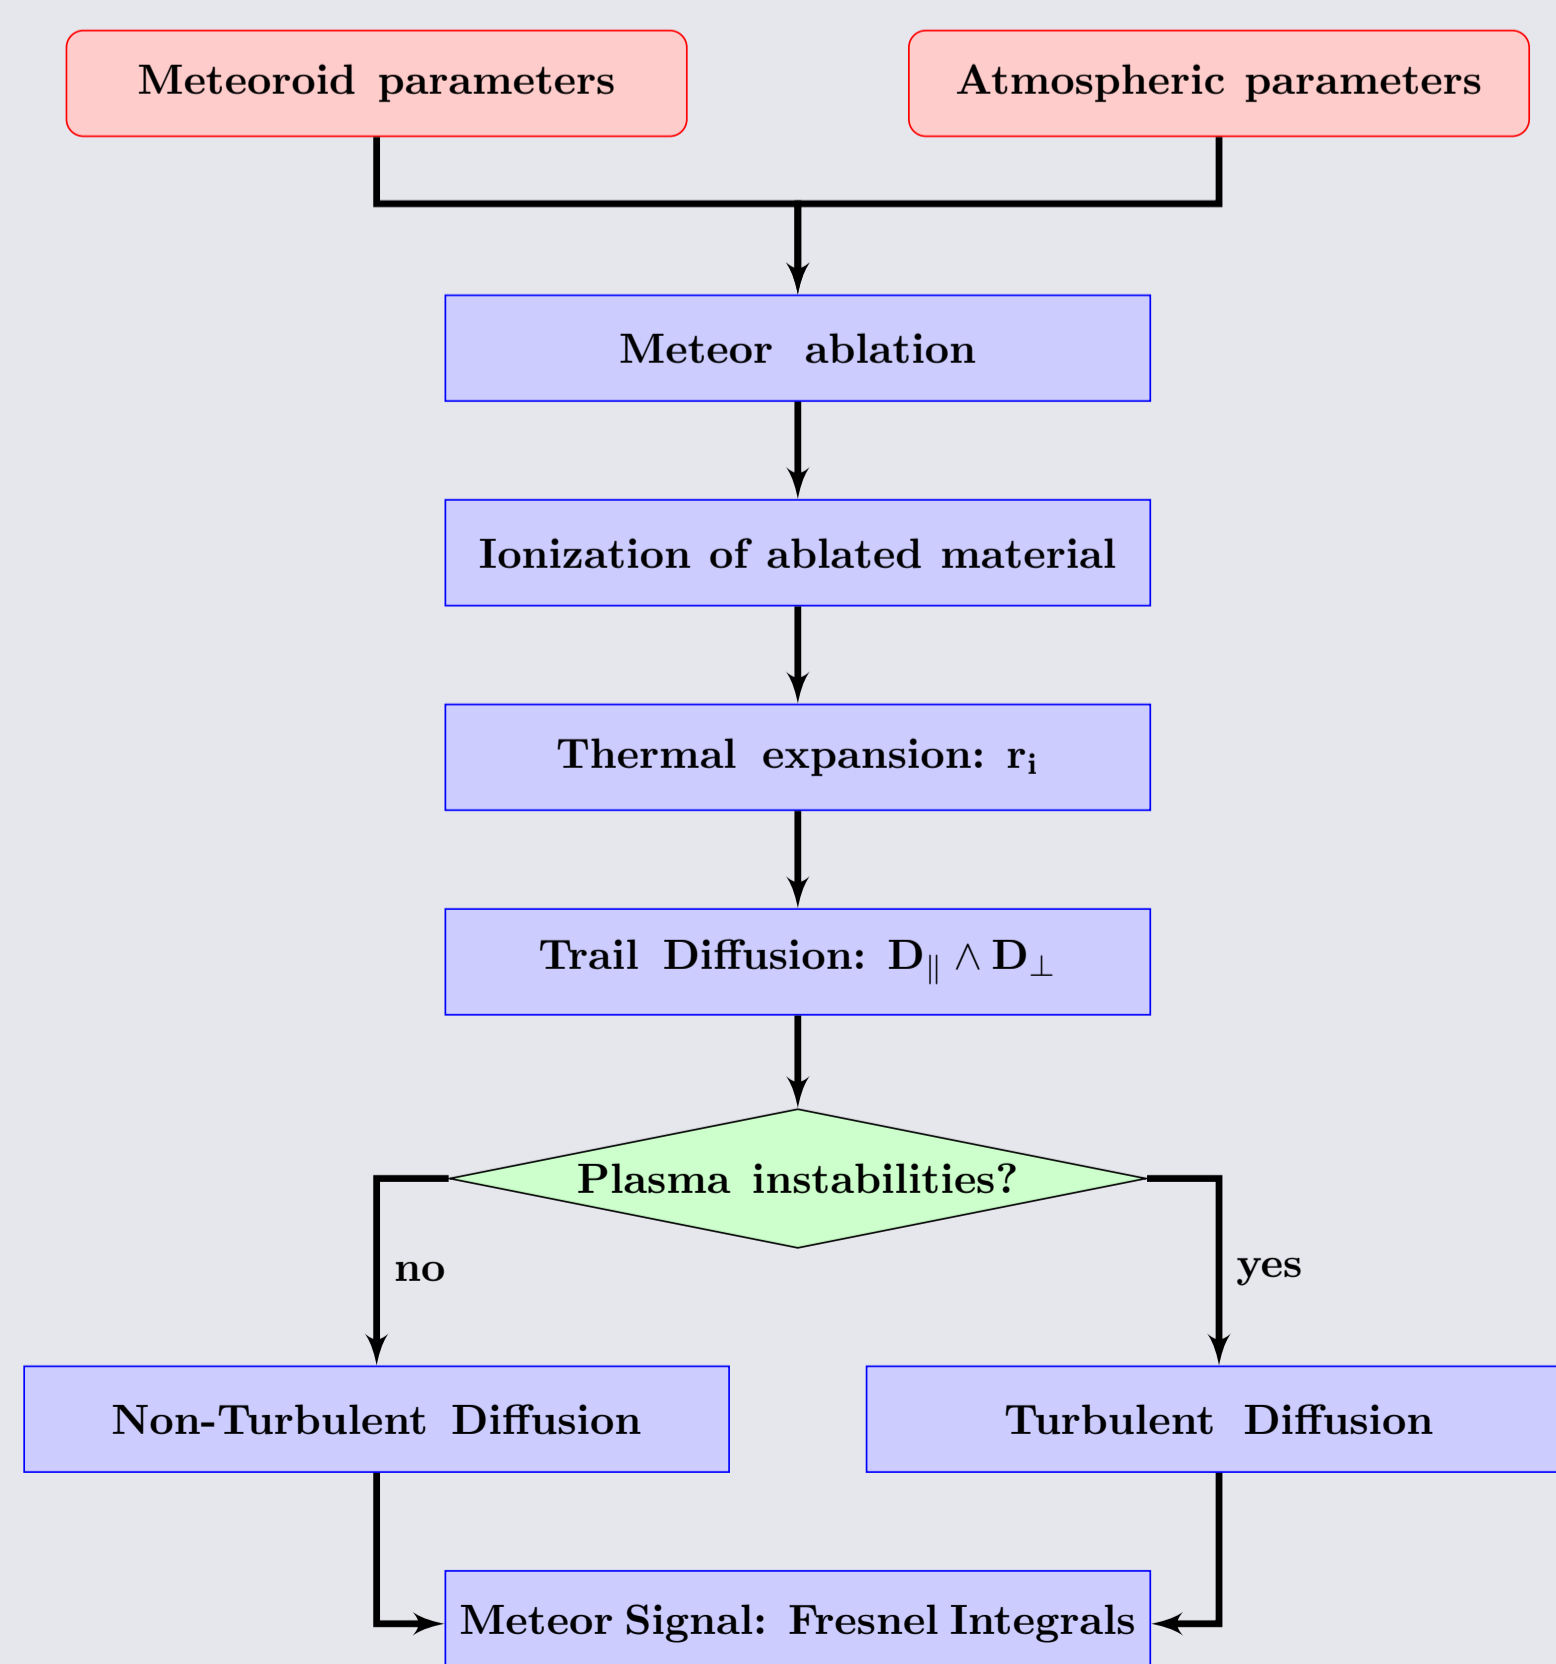 Meteoroid parameters
Atmospheric parameters
Meteor ablation
Ionization of ablated material
Thermal expansion: rᵢ
Trail Diffusion: D∥ ∧ D⊥
Plasma instabilities?
no
yes
Non-Turbulent Diffusion
Turbulent Diffusion
Meteor Signal: Fresnel Integrals